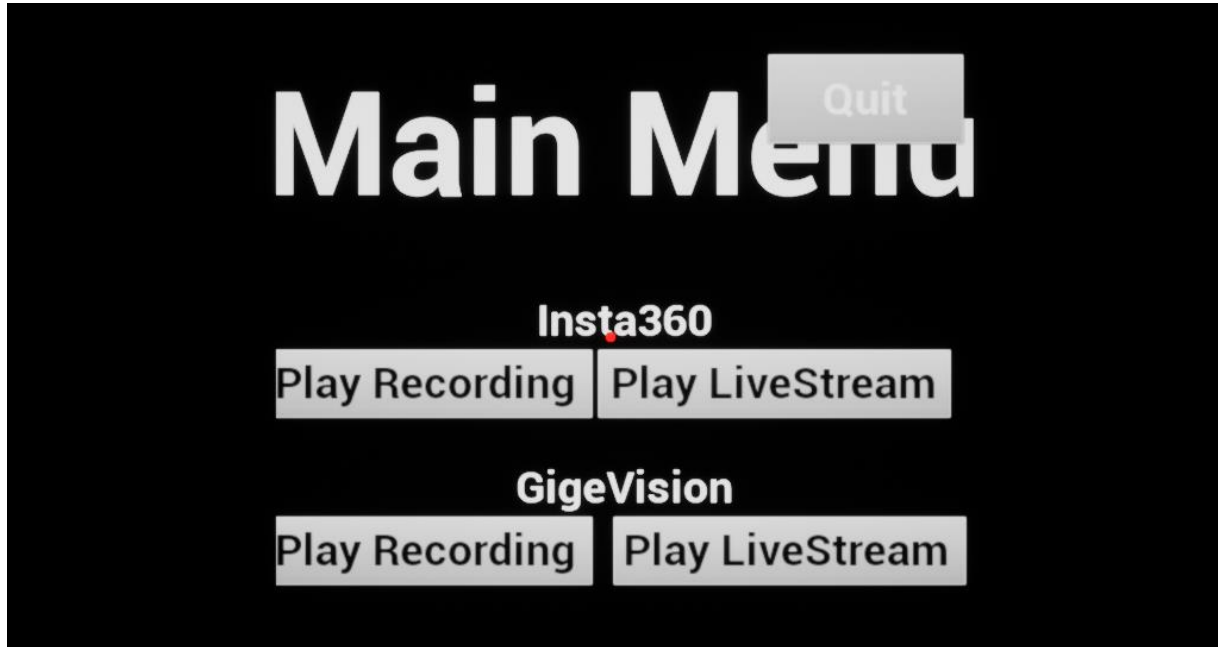 Quit
Main Menu
Insta360
Play Recording Play LiveStream
GigeVision
Play Recording Play LiveStream